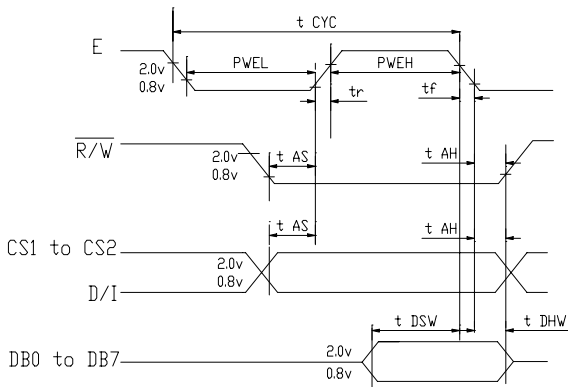 t CYC
E
PWEL
PWEH
2.0v
0.8v
tr
tf
R/W
t AS
t AH
2.0v
0.8v
t AS
t AH
CS1 to CS2
2.0v
0.8v
D/I
t DSW
t DHW
DB0 to DB7
2.0v
0.8v